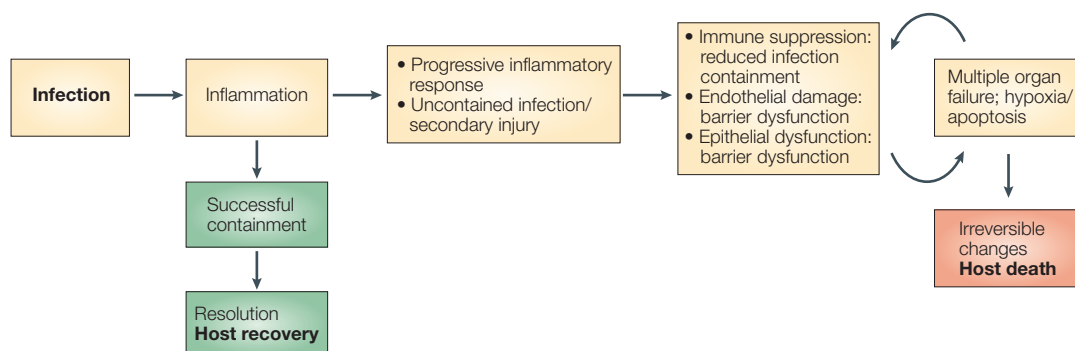 Infection
Inflammation
• Progressive inflammatory
response
• Uncontained infection/
secondary injury
• Immune suppression:
reduced infection
containment
• Endothelial damage:
barrier dysfunction
• Epithelial dysfunction:
barrier dysfunction
Multiple organ
failure; hypoxia/
apoptosis
Successful
containment
Irreversible
changes
Host death
Resolution
Host recovery